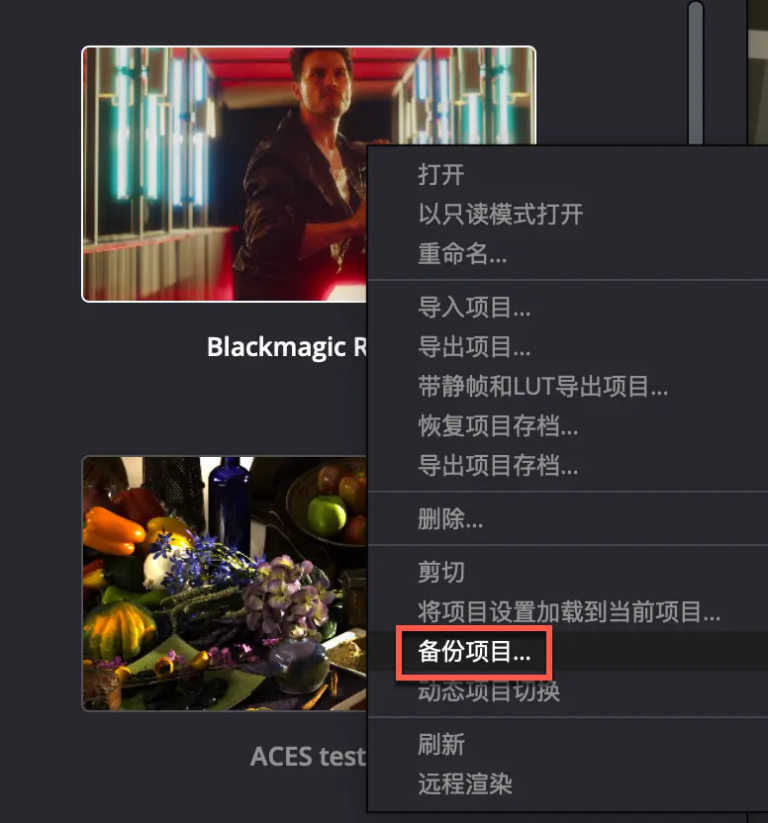 打开
以只读模式打开
重命名...
导入项目...
Blackmagic R
导出项目...
带静帧和LUT导出项目...
恢复项目存档...
导出项目存档...
删除...
剪切
将项目设置加载到当前项目...
备份项目...
动态项目切换
ACES test
刷新
远程渲染